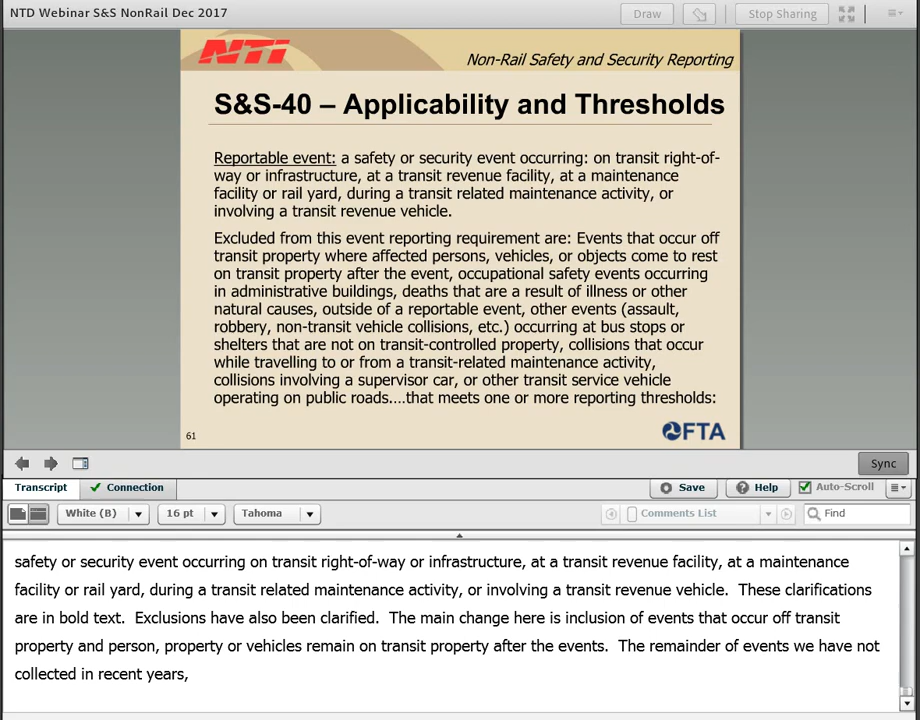 NTD Webinar S&S NonRail Dec 2017
Draw
Stop Sharing
NTi
Non-Rail Safety and Security Reporting
S&S-40 – Applicability and Thresholds
Reportable event: a safety or security event occurring: on transit right-of-
way or infrastructure, at a transit revenue facility, at a maintenance
facility or rail yard, during a transit related maintenance activity, or
involving a transit revenue vehicle.
Excluded from this event reporting requirement are: Events that occur off
transit property where affected persons, vehicles, or objects come to rest
on transit property after the event, occupational safety events occurring
in administrative buildings, deaths that are a result of illness or other
natural causes, outside of a reportable event, other events (assault,
robbery, non-transit vehicle collisions, etc.) occurring at bus stops or
shelters that are not on transit-controlled property, collisions that occur
while travelling to or from a transit-related maintenance activity,
collisions involving a supervisor car, or other transit service vehicle
operating on public roads....that meets one or more reporting thresholds:
61
FTA
Sync
Transcript
Connection
Save
Help
Auto-Scroll
White (B)
16 pt
Tahoma
Comments List
Find
safety or security event occurring on transit right-of-way or infrastructure, at a transit revenue facility, at a maintenance
facility or rail yard, during a transit related maintenance activity, or involving a transit revenue vehicle.  These clarifications
are in bold text.  Exclusions have also been clarified.  The main change here is inclusion of events that occur off transit
property and person, property or vehicles remain on transit property after the events.  The remainder of events we have not
collected in recent years,